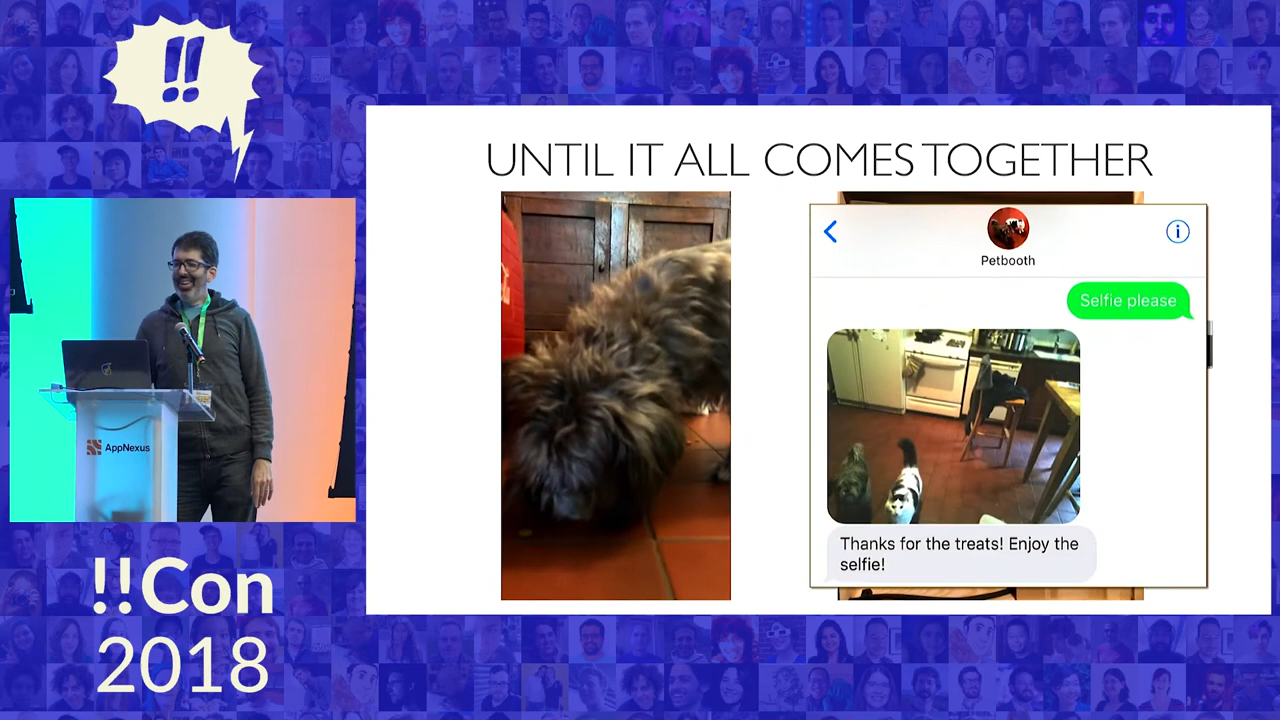 !!
UNTIL IT ALL COMES TOGETHER
Petbooth
Selfie please
Thanks for the treats! Enjoy the
selfie!
AppNexus
!!Con
2018